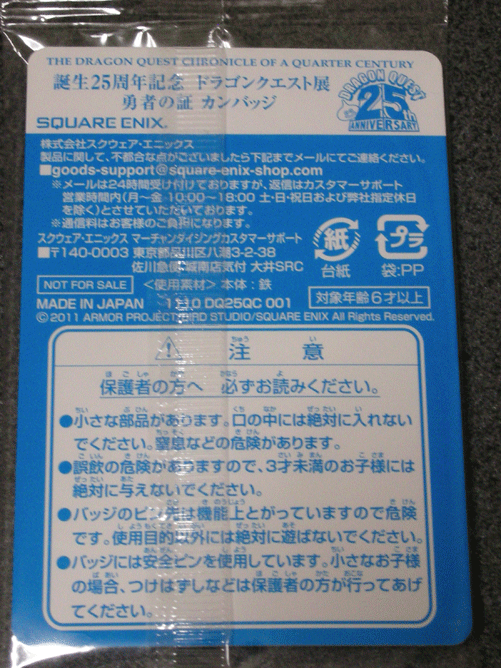 THE DRAGON QUEST CHRONICLE OF A QUARTER CENTURY
誕生25周年記念 ドラゴンクエスト展
勇者の証 カンバッジ
DRAGON QUEST
25th
ANNIVERSARY
SQUARE ENIX.
株式会社スクウェア・エニックス
製品に関して、不都合な点がございましたら下記までメールにてご連絡ください。
■goods-support@square-enix-shop.com
※メールは24時間受け付けておりますが、返信はカスタマーサポート
営業時間内(月~金 10:00~18:00 土・日・祝日および弊社指定休日
を除く)とさせていただいております。
※通信料はお客様のご負担になります。
スクウェア・エニックス マーチャンダイジングカスタマーサポート
■〒140-0003 東京都品川区八潮3-2-38
佐川急便 城南店気付 大井SRC
紙
台紙
プラ
袋:PP
NOT FOR SALE
<使用素材> 本体:鉄
対象年齢6才以上
MADE IN JAPAN
DQ25QC 001
© 2011 ARMOR PROJECT/BIRD STUDIO/SQUARE ENIX All Rights Reserved.
注意
保護者の方へ 必ずお読みください。
●小さな部品があります。口の中には絶対に入れない
でください。窒息などの危険があります。
●誤飲の危険がありますので、3才未満のお子様には
絶対に与えないでください。
●バッジのピン先は機能上とがっていますので危険
です。使用目的以外には絶対に遊ばないでください。
●バッジには安全ピンを使用しています。小さなお子様
の場合、つけはずしなどは保護者の方が行ってあげ
てください。